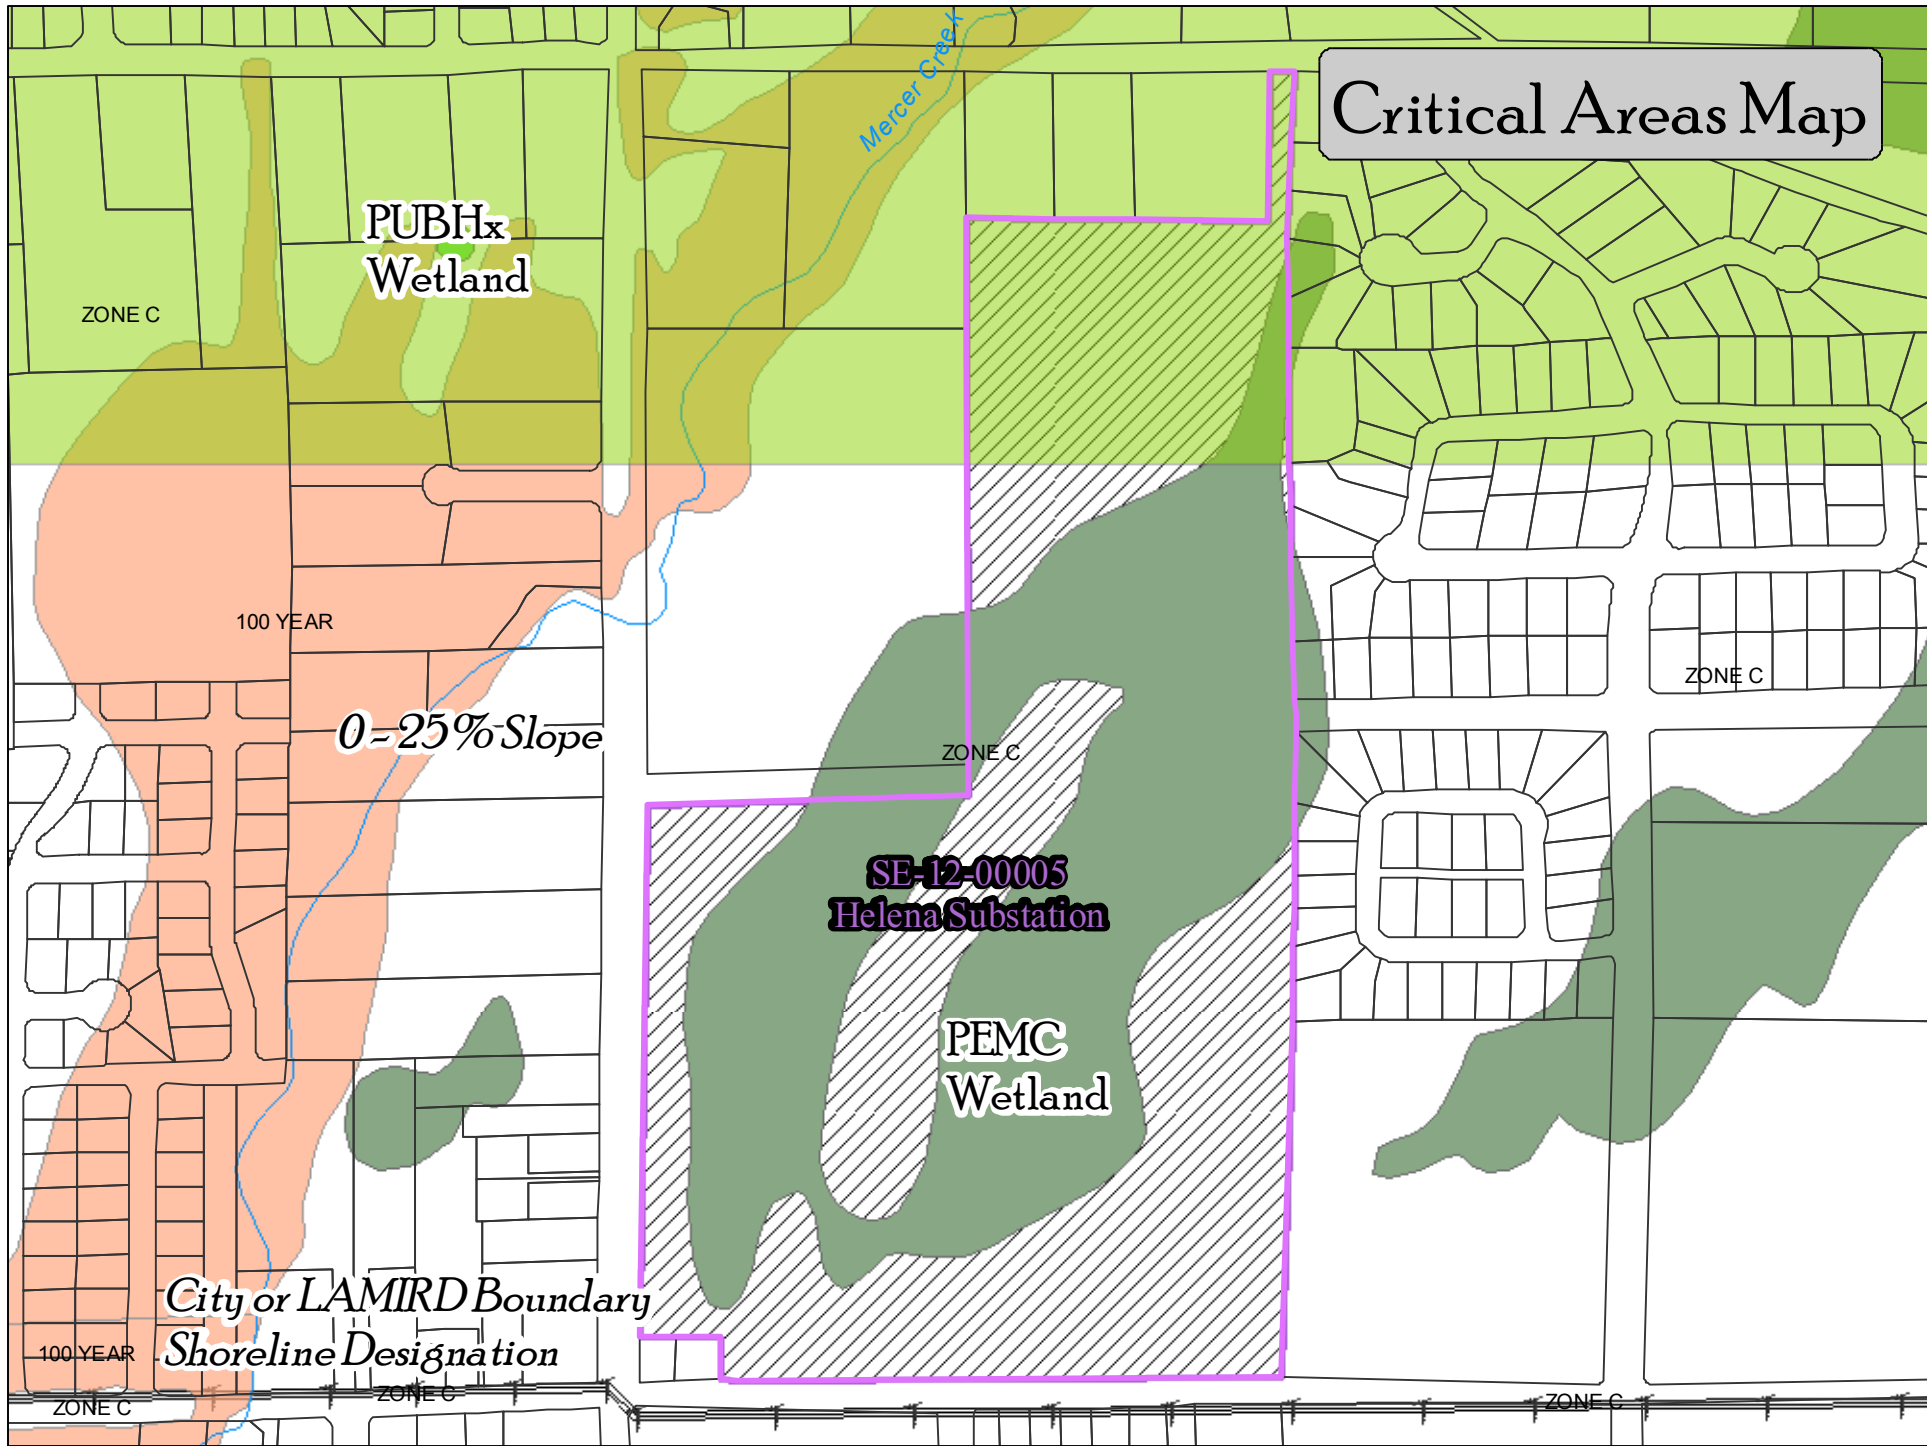 Mercer Creek
Critical Areas Map
PUBHx
Wetland
ZONE C
100 YEAR
ZONE C
0-25% Slope
ZONE C
SE-12-00005
Helena Substation
PEMC
Wetland
City or LAMIRD Boundary
Shoreline Designation
100 YEAR
ZONE C
ZONE C
ZONE C